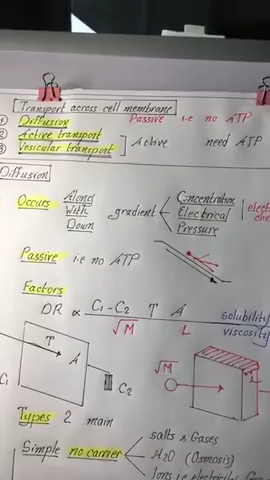 Transport across cell membrane
① Diffusion Passive i.e no ATP
② Active transport
③ Vesicular transport ] Active need ATP
Diffusion
Occurs Along With Down gradient Concentration Electrical Pressure
Passive i.e no ATP
Factors
DR ∝ C1 - C2 / √M T A / L solubility / viscosity
T A √M L
C1 C2
Types 2 main
Simple no carrier salts & Gases
H2O (Osmosis)
Ions i.e